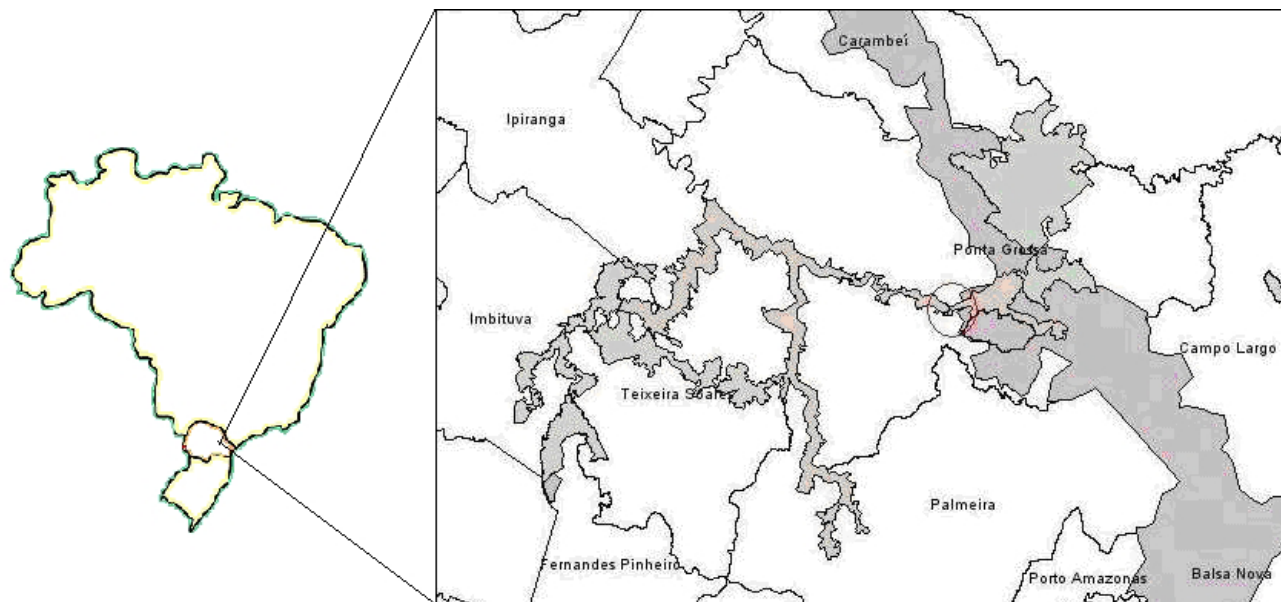 Carambeí
Ipiranga
Ponta Grossa
Imbituva
Campo Largo
Teixeira Soares
Palmeira
Fernandes Pinheiro
Porto Amazonas
Balsa Nova